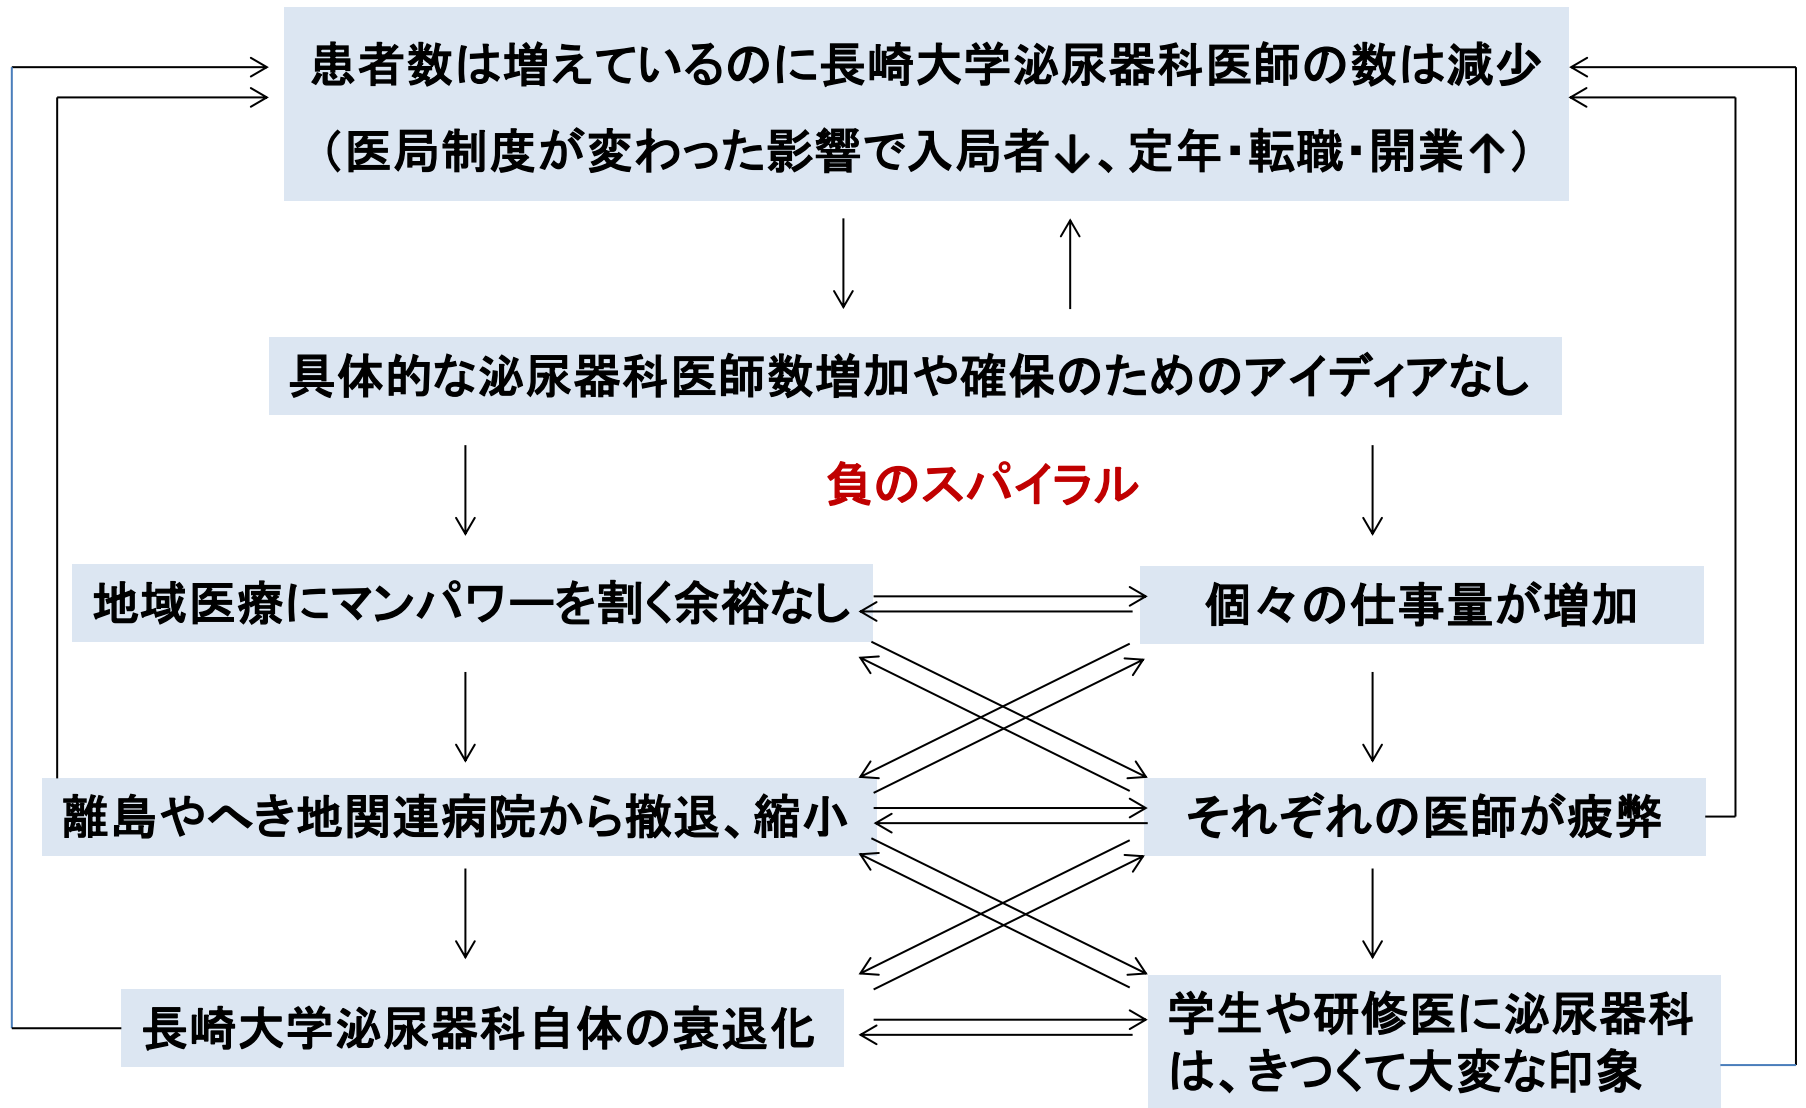 患者数は増えているのに長崎大学泌尿器科医師の数は減少
（医局制度が変わった影響で入局者↓、定年・転職・開業↑）
具体的な泌尿器科医師数増加や確保のためのアイディアなし
負のスパイラル
地域医療にマンパワーを割く余裕なし
個々の仕事量が増加
離島やへき地関連病院から撤退、縮小
それぞれの医師が疲弊
長崎大学泌尿器科自体の衰退化
学生や研修医に泌尿器科
は、きつくて大変な印象